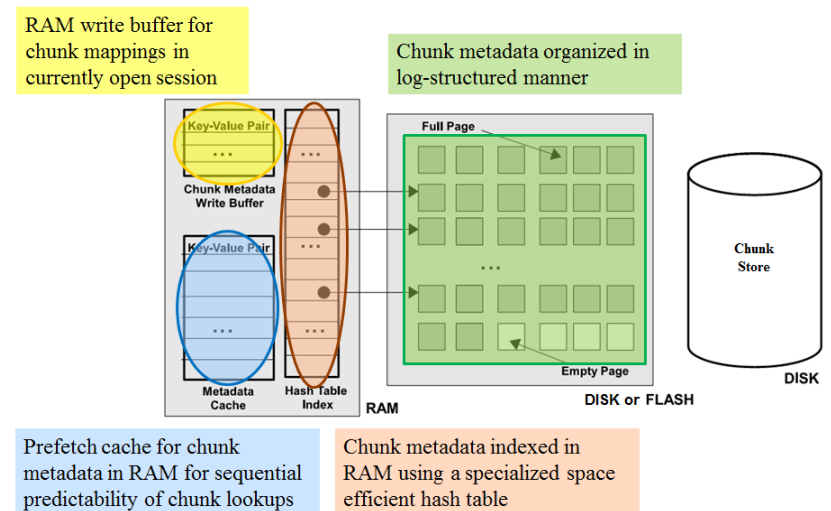 RAM write buffer for
chunk mappings in
currently open session
Chunk metadata organized in
log-structured manner
Key-Value Pair
...
Chunk Metadata
Write Buffer
Key-Value Pair
...
Metadata
Cache
...
...
...
Hash Table
Index
RAM
Full Page
...
Empty Page
DISK or FLASH
Chunk
Store
DISK
Prefetch cache for chunk
metadata in RAM for sequential
predictability of chunk lookups
Chunk metadata indexed in
RAM using a specialized space
efficient hash table